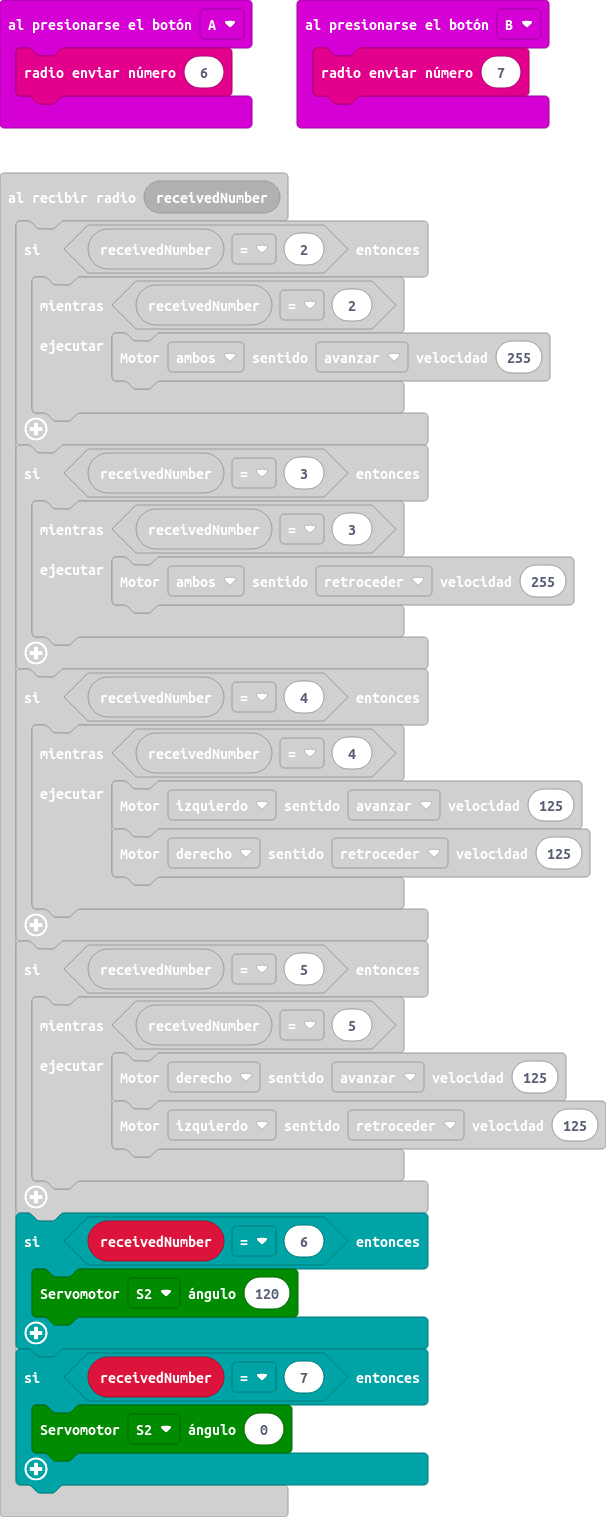 al presionarse el botón A
radio enviar número 6
al presionarse el botón B
radio enviar número 7
al recibir radio receivedNumber
si receivedNumber = 2 entonces
mientras receivedNumber = 2
ejecutar Motor ambos sentido avanzar velocidad 255
si receivedNumber = 3 entonces
mientras receivedNumber = 3
ejecutar Motor ambos sentido retroceder velocidad 255
si receivedNumber = 4 entonces
mientras receivedNumber = 4
ejecutar Motor izquierdo sentido avanzar velocidad 125
Motor derecho sentido retroceder velocidad 125
si receivedNumber = 5 entonces
mientras receivedNumber = 5
ejecutar Motor derecho sentido avanzar velocidad 125
Motor izquierdo sentido retroceder velocidad 125
si receivedNumber = 6 entonces
Servomotor S2 ángulo 120
si receivedNumber = 7 entonces
Servomotor S2 ángulo 0